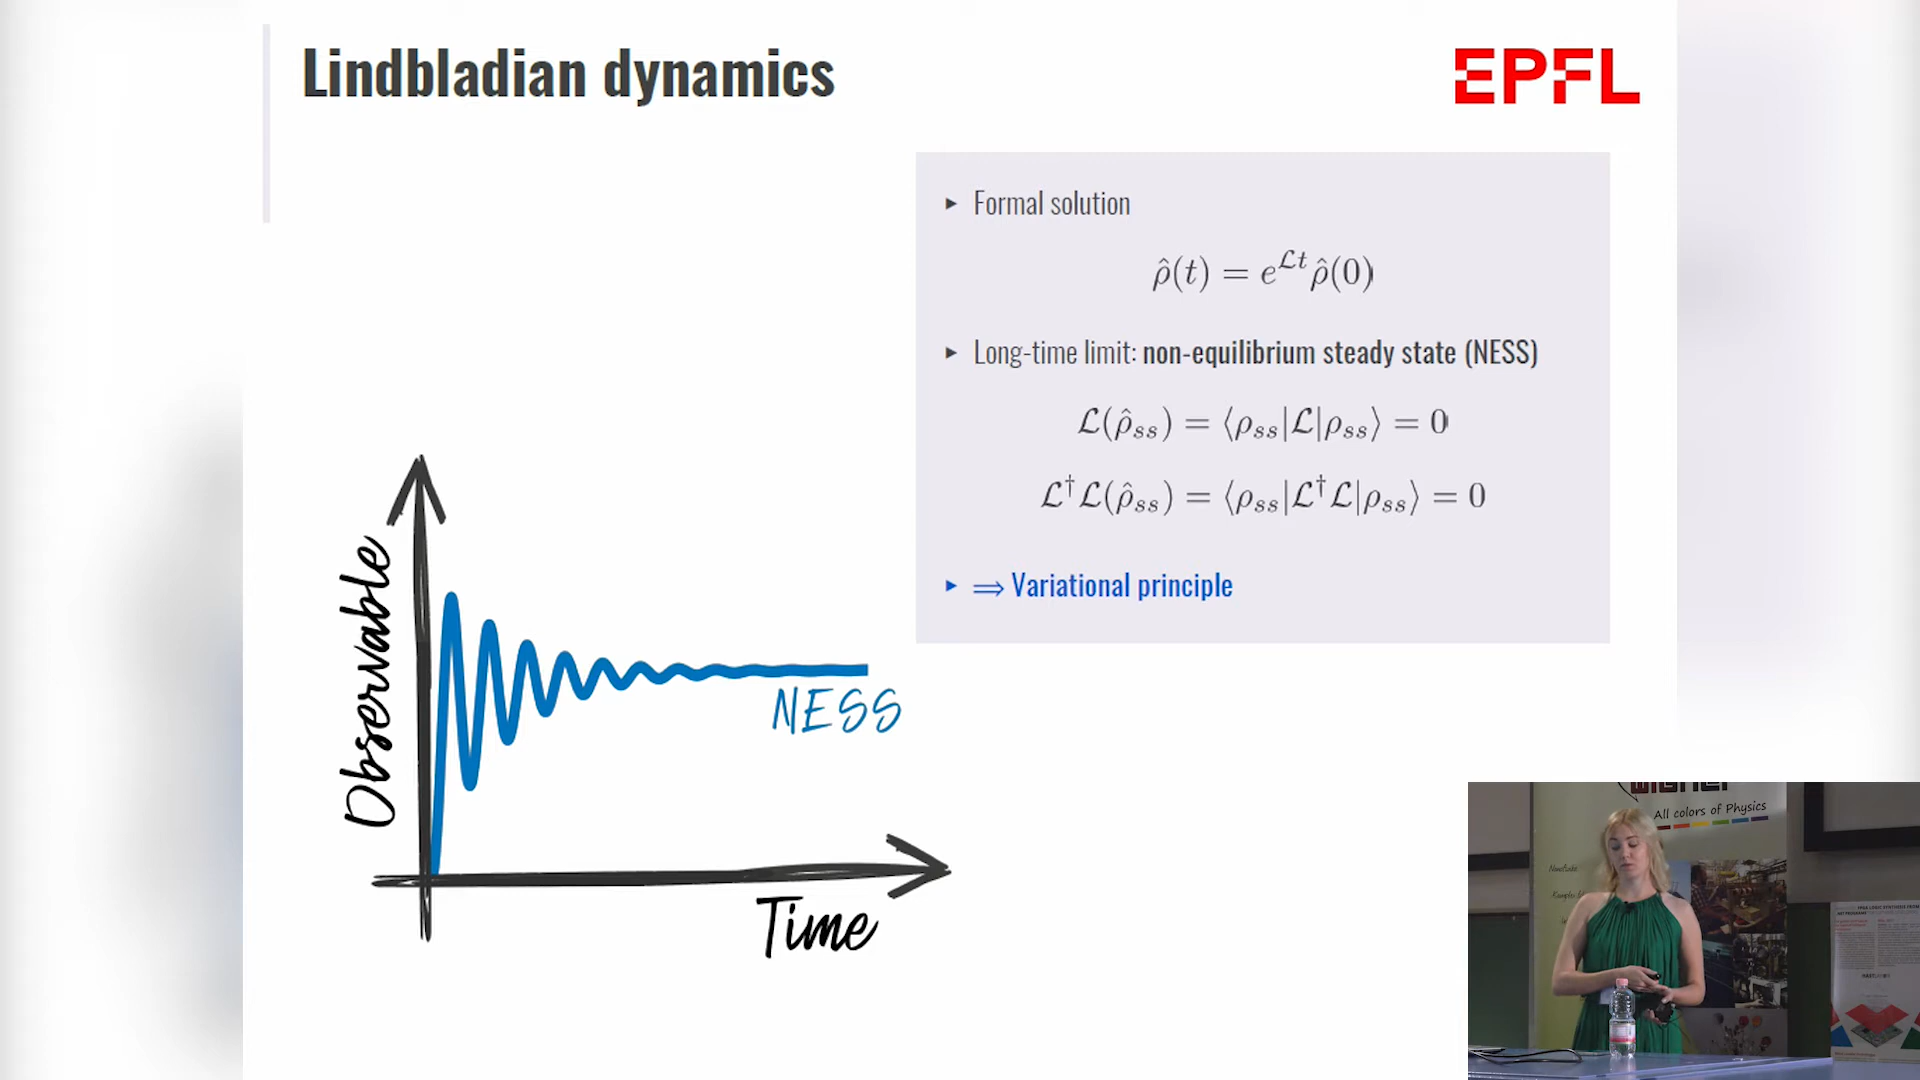 Lindbladian dynamics
EPFL
▸ Formal solution
ρ̂(t) = e^{ℒt} ρ̂(0)
▸ Long-time limit: non-equilibrium steady state (NESS)
ℒ(ρ̂_{ss}) = ⟨ρ_{ss}|ℒ|ρ_{ss}⟩ = 0
ℒ†ℒ(ρ̂_{ss}) = ⟨ρ_{ss}|ℒ†ℒ|ρ_{ss}⟩ = 0
▸ ⟹ Variational principle
Observable
NESS
Time
All colors of Physics